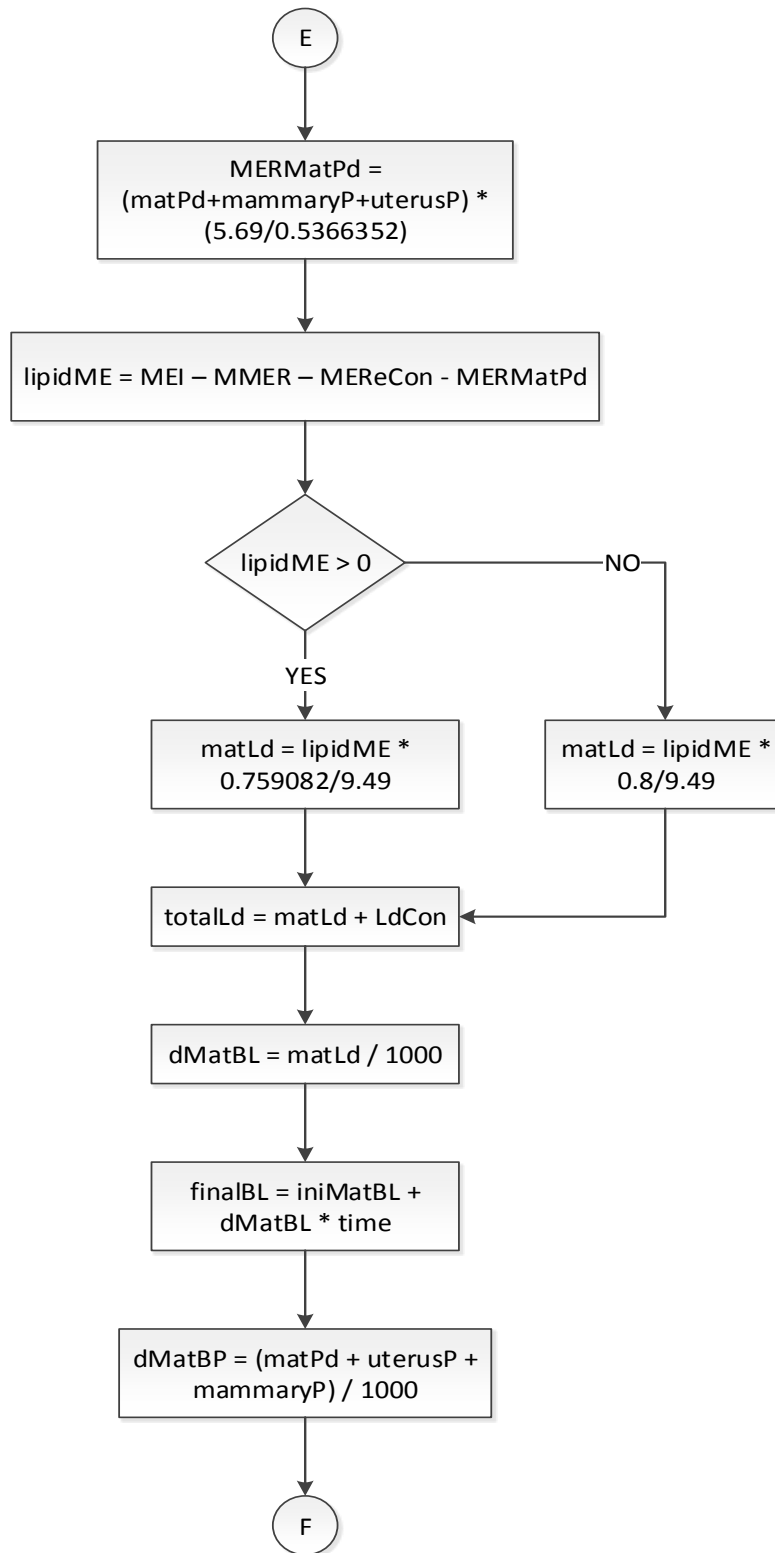 E
MERMatPd =
(matPd+mammaryP+uterusP) *
(5.69/0.5366352)
lipidME = MEI – MMER – MEReCon - MERMatPd
lipidME > 0
NO
YES
matLd = lipidME *
0.759082/9.49
matLd = lipidME *
0.8/9.49
totalLd = matLd + LdCon
dMatBL = matLd / 1000
finalBL = iniMatBL +
dMatBL * time
dMatBP = (matPd + uterusP +
mammaryP) / 1000
F